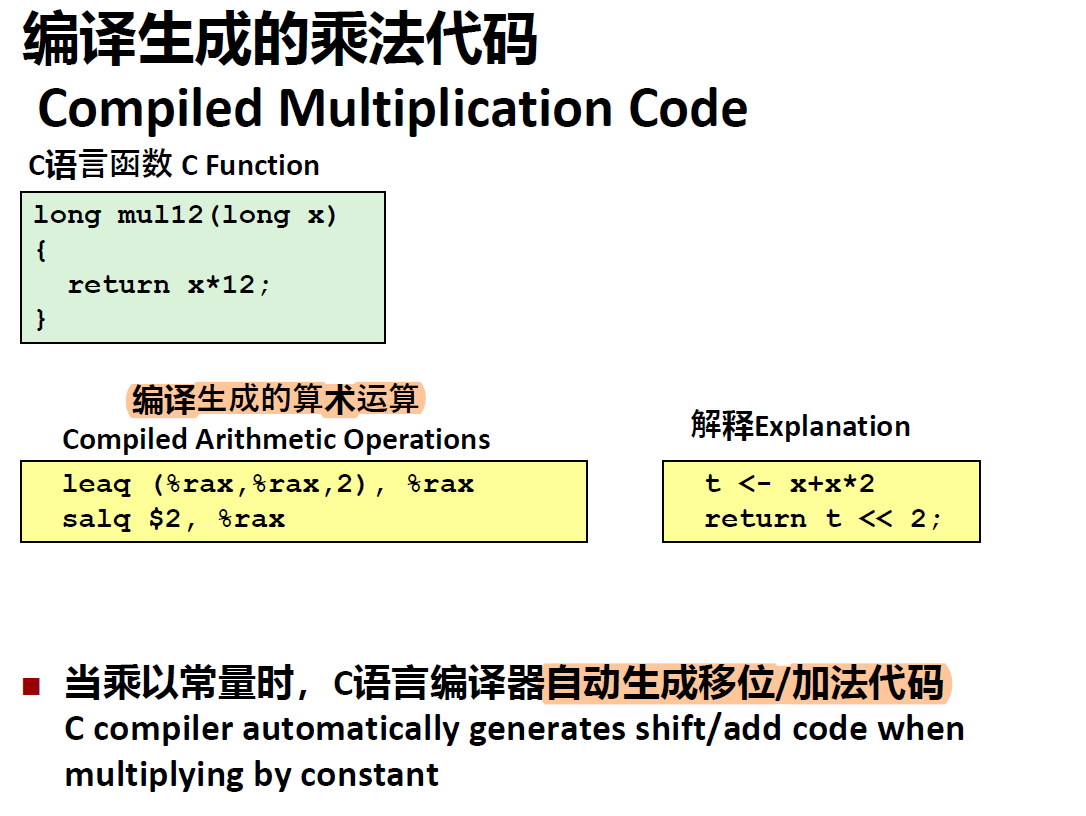 编译生成的乘法代码
Compiled Multiplication Code
C语言函数 C Function
long mul12(long x)
{
  return x*12;
}
编译生成的算术运算
Compiled Arithmetic Operations
leaq (%rax,%rax,2), %rax
salq $2, %rax
解释Explanation
t <- x+x*2
return t << 2;
■ 当乘以常量时，C语言编译器自动生成移位/加法代码
C compiler automatically generates shift/add code when
multiplying by constant